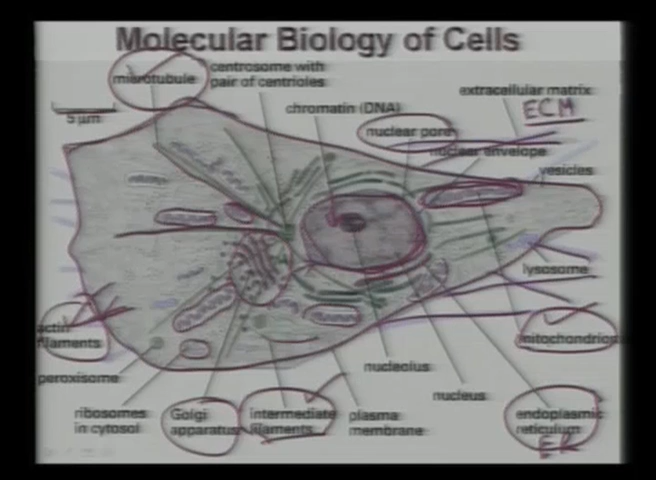 Molecular Biology of Cells
microtubule
centrosome with
pair of centrioles
extracellular matrix
ECM
5 µm
chromatin (DNA)
nuclear pore
nuclear envelope
vesicles
lysosome
actin
filaments
mitochondrion
peroxisome
nucleolus
nucleus
ribosomes
in cytosol
Golgi
apparatus
intermediate
filaments
plasma
membrane
endoplasmic
reticulum
ER